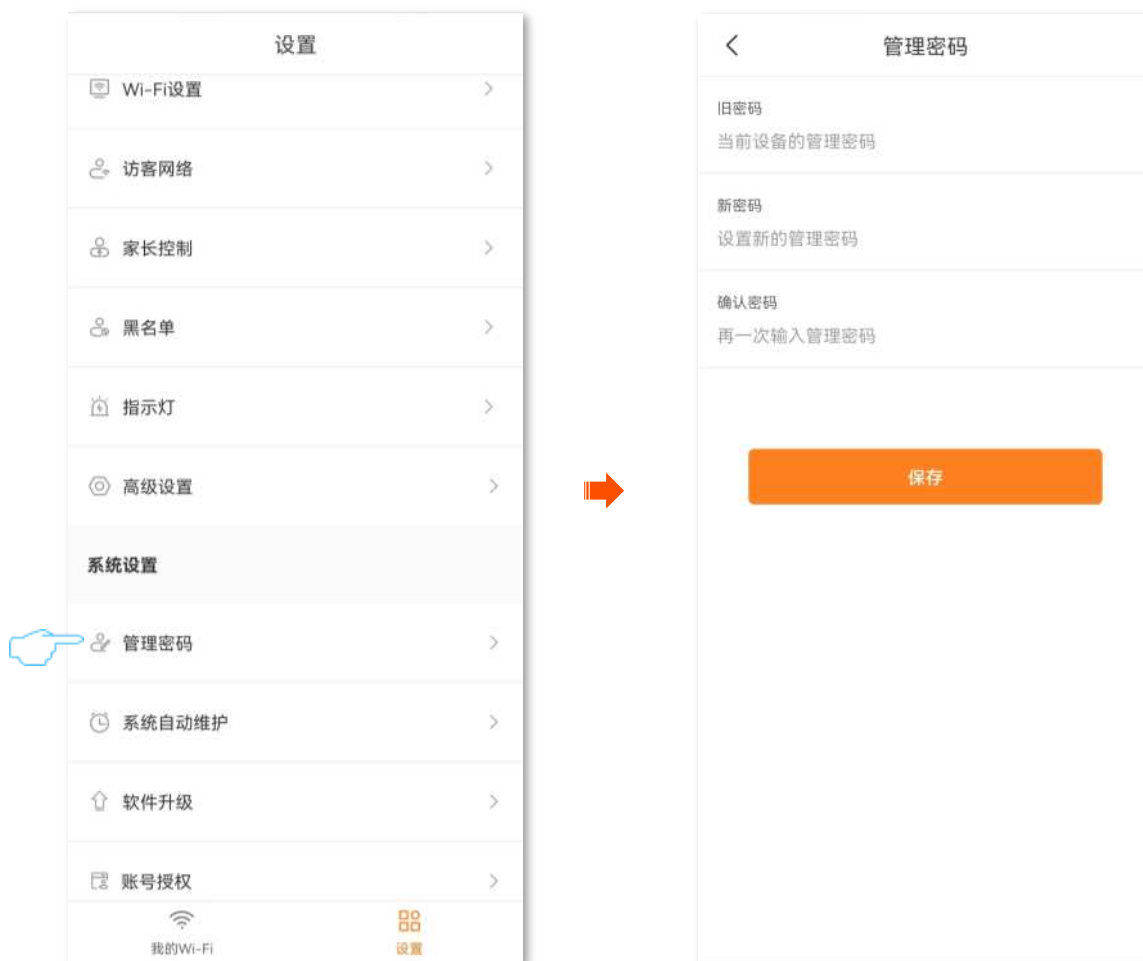 设置
Wi-Fi设置
访客网络
家长控制
黑名单
指示灯
高级设置
系统设置
管理密码
系统自动维护
软件升级
账号授权
我的Wi-Fi
设置
管理密码
旧密码
当前设备的管理密码
新密码
设置新的管理密码
确认密码
再一次输入管理密码
保存